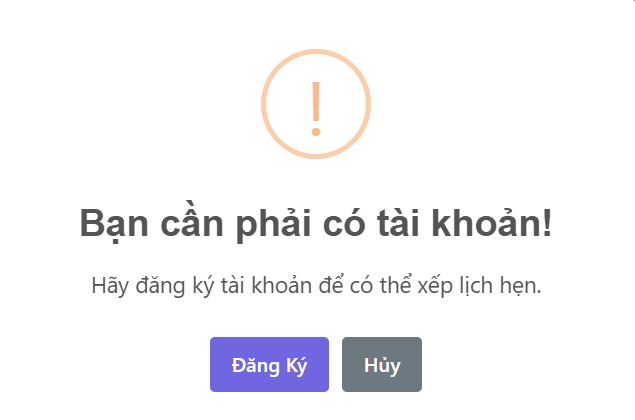 !
Bạn cần phải có tài khoản!
Hãy đăng ký tài khoản để có thể xếp lịch hẹn.
Đăng Ký Hủy